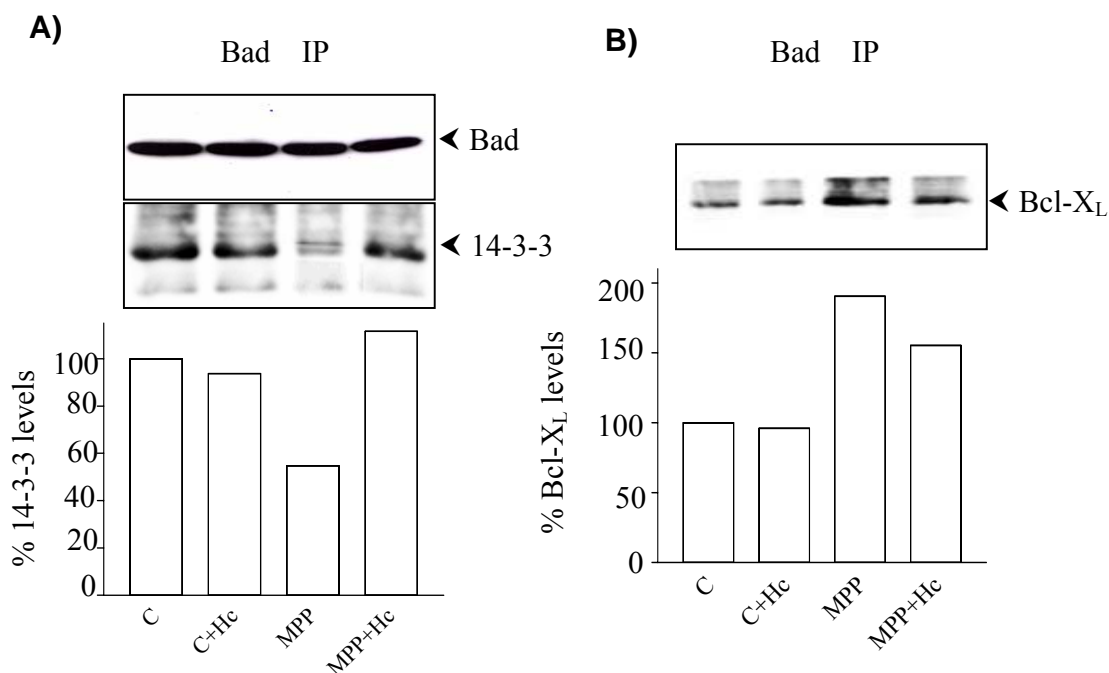 A)
Bad IP
Bad
14-3-3
% 14-3-3 levels
100
80
60
40
20
0
C
C+Hc
MPP
MPP+Hc
B)
Bad IP
Bcl-XL
% Bcl-XL levels
200
150
100
50
0
C
C+Hc
MPP
MPP+Hc